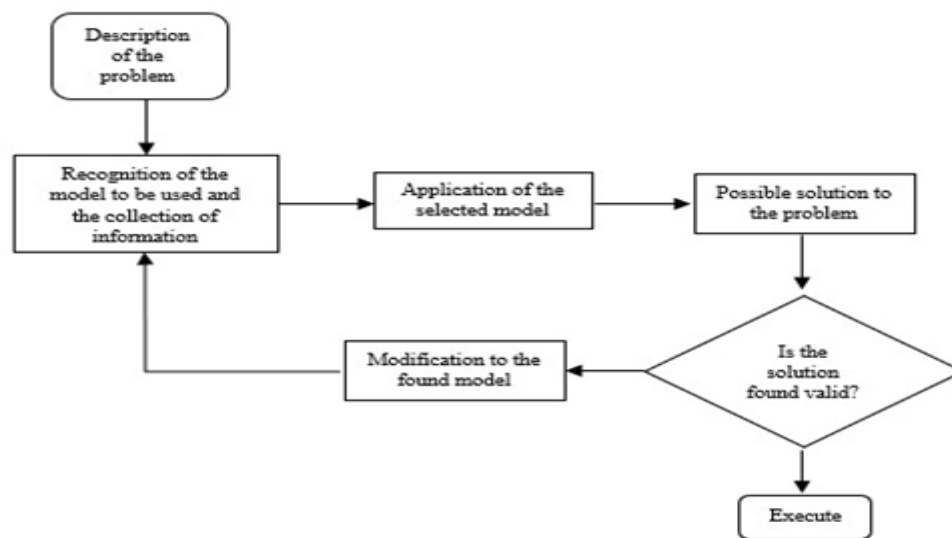 Description
of the
problem
Recognition of the
model to be used and
the collection of
information
Application of the
selected model
Possible solution to
the problem
Is the
solution
found valid?
Modification to the
found model
Execute